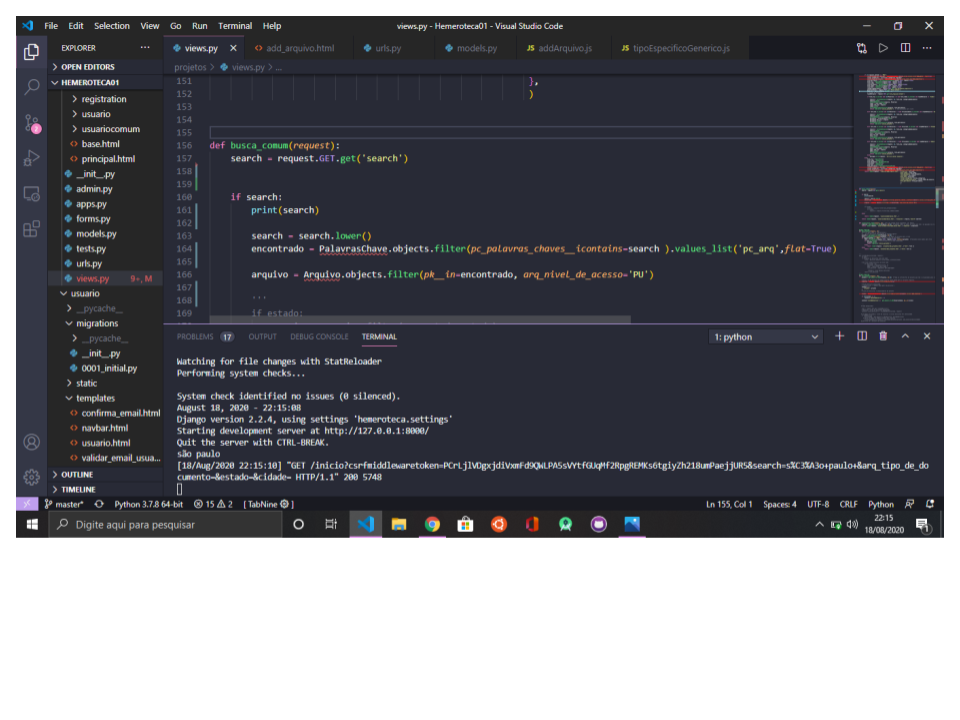 File Edit Selection View Go Run Terminal Help
views.py - Hemeroteca01 - Visual Studio Code
EXPLORER ...
OPEN EDITORS
HEMEROTECA01
registration
usuario
usuariocomum
base.html
principal.html
__init__.py
admin.py
apps.py
forms.py
models.py
tests.py
urls.py
views.py 9+, M
usuario
__pycache__
migrations
__pycache__
__init__.py
0001_initial.py
static
templates
confirma_email.html
navbar.html
usuario.html
validar_email_usua...
OUTLINE
TIMELINE
views.py add_arquivo.html urls.py models.py JS addArquivo.js JS tipoEspecificoGenerico.js
projetos > views.py > ...
151 },
152 )
153
154
155
156 def busca_comum(request):
157 search = request.GET.get('search')
158
159
160 if search:
161 print(search)
162
163 search = search.lower()
164 encontrado = PalavrasChave.objects.filter(pc_palavras_chaves__icontains=search ).values_list('pc_arq',flat=True)
165
166 arquivo = Arquivo.objects.filter(pk__in=encontrado, arq_nivel_de_acesso='PU')
167
168 '''
169 if estado:
PROBLEMS 17 OUTPUT DEBUG CONSOLE TERMINAL 1: python
Watching for file changes with StatReloader
Performing system checks...
System check identified no issues (0 silenced).
August 18, 2020 - 22:15:08
Django version 2.2.4, using settings 'hemeroteca.settings'
Starting development server at http://127.0.0.1:8000/
Quit the server with CTRL-BREAK.
são paulo
[18/Aug/2020 22:15:10] "GET /inicio?csrfmiddlewaretoken=PCrLjlVDgxjdiVxmFd9QWLPA5sVYtfGUqMf2RpgREMKs6tgiyZh218umPaejjUR5&search=s%C3%A3o+paulo+&arq_tipo_de_do
cumento=&estado=&cidade= HTTP/1.1" 200 5748
master* Python 3.7.8 64-bit 15 2 [ TabNine ]
Ln 155, Col 1 Spaces: 4 UTF-8 CRLF Python
Digite aqui para pesquisar
22:15
18/08/2020
1